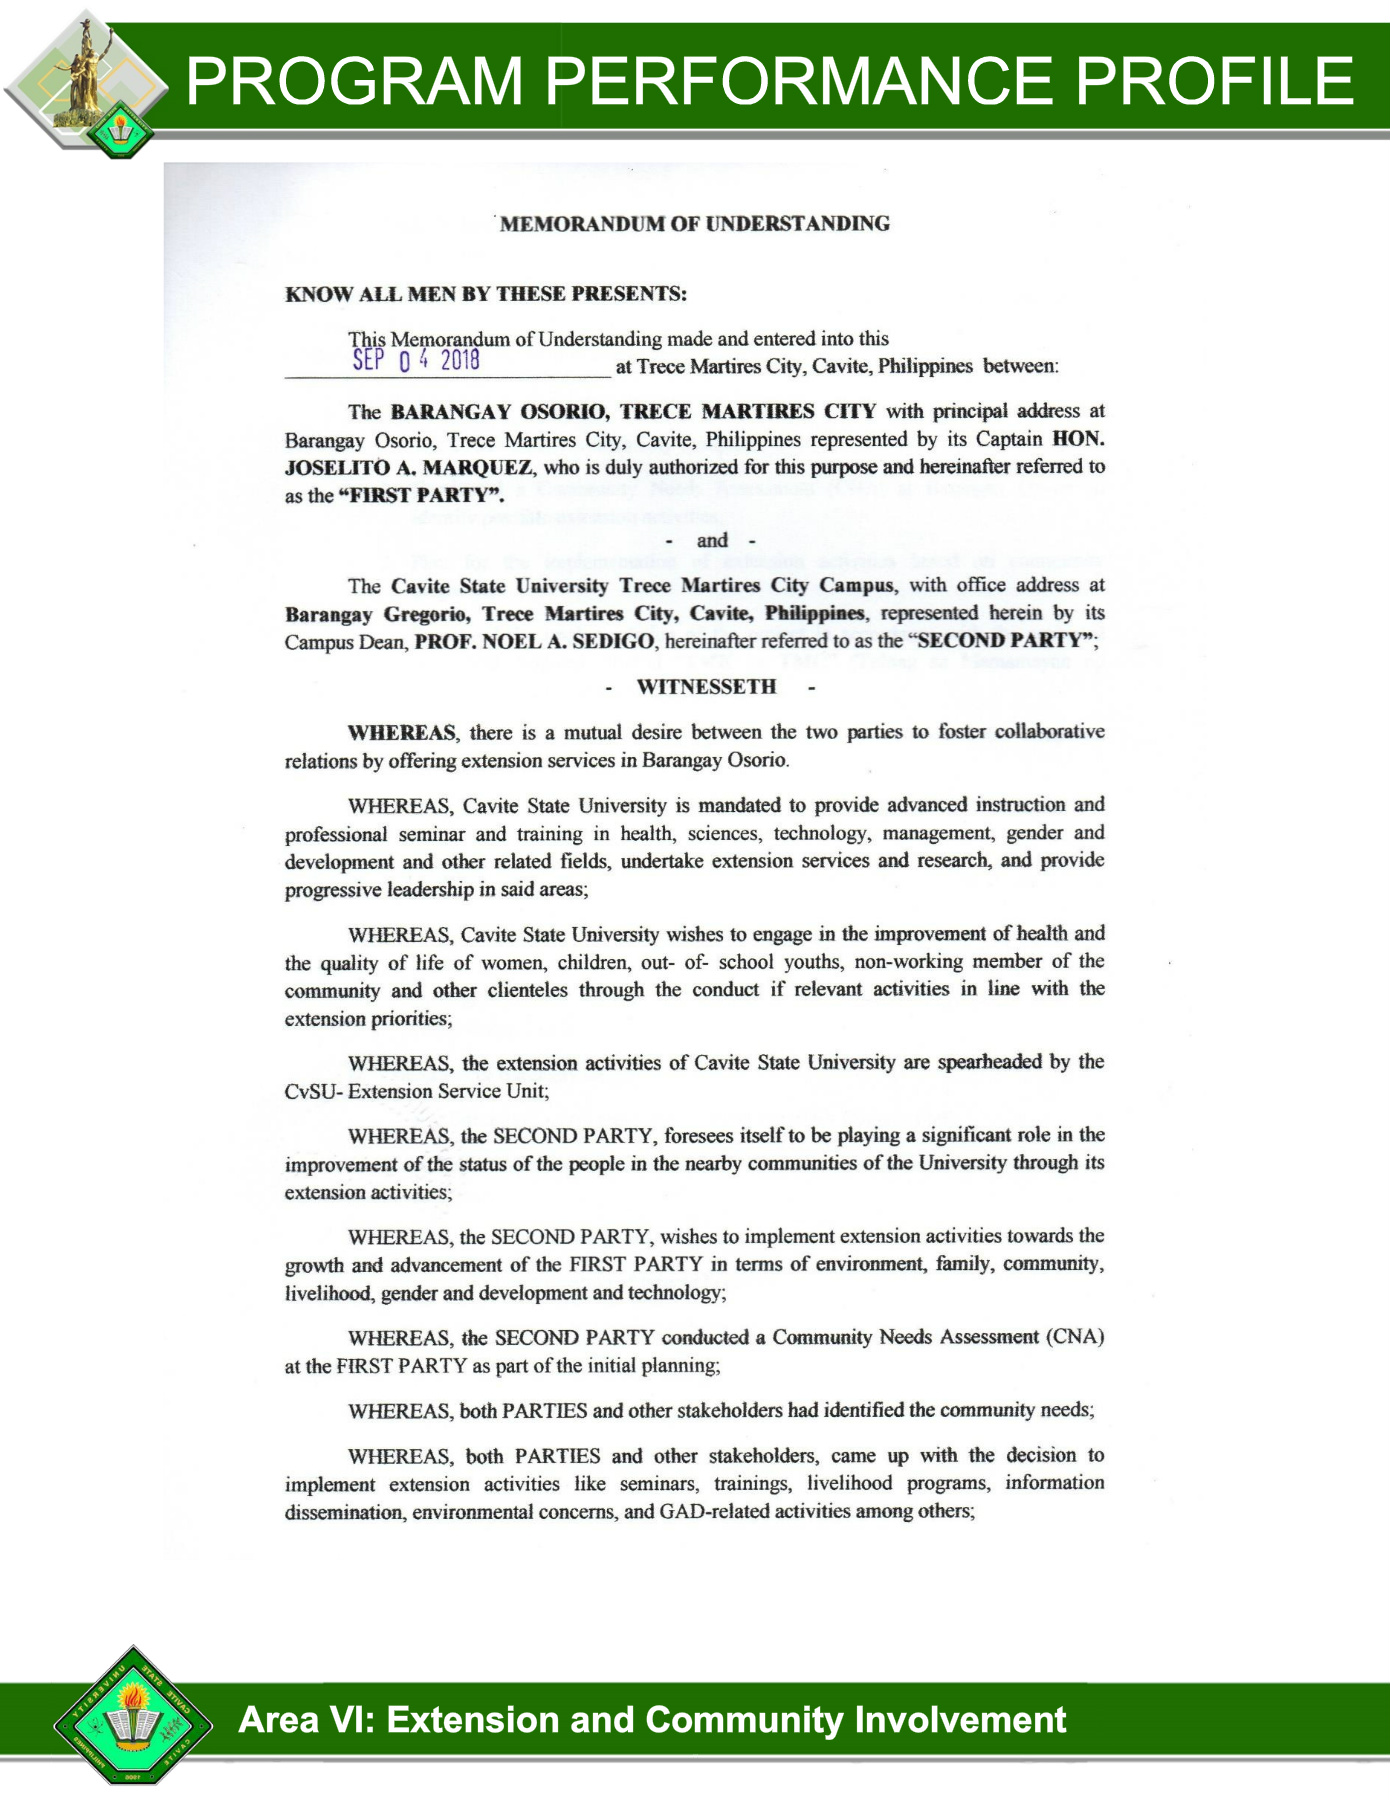 PROGRAM PERFORMANCE PROFILE
MEMORANDUM OF UNDERSTANDING
KNOW ALL MEN BY THESE PRESENTS:
This Memorandum of Understanding made and entered into this
SEP 04 2018 at Trece Martires City, Cavite, Philippines between:
The BARANGAY OSORIO, TRECE MARTIRES CITY with principal address at
Barangay Osorio, Trece Martires City, Cavite, Philippines represented by its Captain HON.
JOSELITO A. MARQUEZ, who is duly authorized for this purpose and hereinafter referred to
as the “FIRST PARTY”.
- and -
The Cavite State University Trece Martires City Campus, with office address at
Barangay Gregorio, Trece Martires City, Cavite, Philippines, represented herein by its
Campus Dean, PROF. NOEL A. SEDIGO, hereinafter referred to as the “SECOND PARTY”;
- WITNESSETH -
WHEREAS, there is a mutual desire between the two parties to foster collaborative
relations by offering extension services in Barangay Osorio.
WHEREAS, Cavite State University is mandated to provide advanced instruction and
professional seminar and training in health, sciences, technology, management, gender and
development and other related fields, undertake extension services and research, and provide
progressive leadership in said areas;
WHEREAS, Cavite State University wishes to engage in the improvement of health and
the quality of life of women, children, out- of- school youths, non-working member of the
community and other clienteles through the conduct if relevant activities in line with the
extension priorities;
WHEREAS, the extension activities of Cavite State University are spearheaded by the
CvSU- Extension Service Unit;
WHEREAS, the SECOND PARTY, foresees itself to be playing a significant role in the
improvement of the status of the people in the nearby communities of the University through its
extension activities;
WHEREAS, the SECOND PARTY, wishes to implement extension activities towards the
growth and advancement of the FIRST PARTY in terms of environment, family, community,
livelihood, gender and development and technology;
WHEREAS, the SECOND PARTY conducted a Community Needs Assessment (CNA)
at the FIRST PARTY as part of the initial planning;
WHEREAS, both PARTIES and other stakeholders had identified the community needs;
WHEREAS, both PARTIES and other stakeholders, came up with the decision to
implement extension activities like seminars, trainings, livelihood programs, information
dissemination, environmental concerns, and GAD-related activities among others;
CAVITE STATE UNIVERSITY
CAVITE PHILIPPINES
Area VI: Extension and Community Involvement